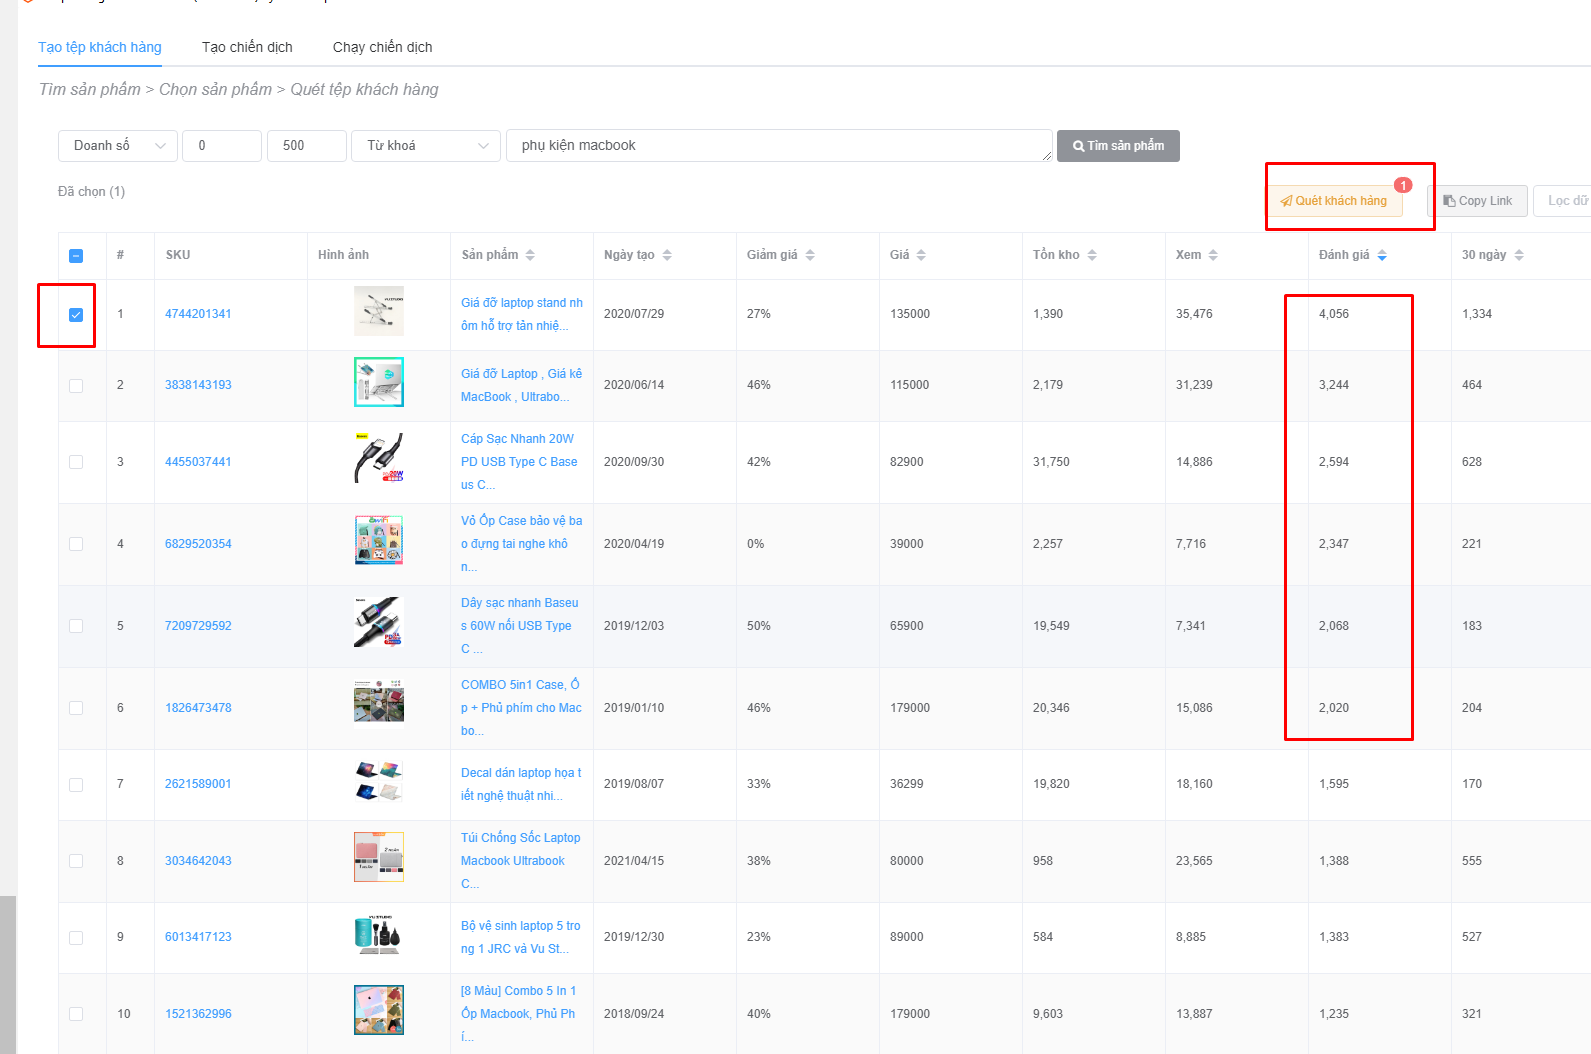 Tạo tệp khách hàng Tạo chiến dịch Chạy chiến dịch
Tìm sản phẩm > Chọn sản phẩm > Quét tệp khách hàng
Doanh số 0 500 Từ khoá phụ kiện macbook Tìm sản phẩm
Đã chọn (1)
1
Quét khách hàng Copy Link Lọc dữ
# SKU Hình ảnh Sản phẩm Ngày tạo Giảm giá Giá Tồn kho Xem Đánh giá 30 ngày
1 4744201341 Giá đỡ laptop stand nh 2020/07/29 27% 135000 1,390 35,476 4,056 1,334
ôm hỗ trợ tản nhiệ...
2 3838143193 Giá đỡ Laptop , Giá kê 2020/06/14 46% 115000 2,179 31,239 3,244 464
MacBook , Ultrabo...
3 4455037441 Cáp Sạc Nhanh 20W 2020/09/30 42% 82900 31,750 14,886 2,594 628
PD USB Type C Base
us C...
4 6829520354 Vỏ Ốp Case bảo vệ ba 2020/04/19 0% 39000 2,257 7,716 2,347 221
o đựng tai nghe khô
n...
5 7209729592 Dây sạc nhanh Baseu 2019/12/03 50% 65900 19,549 7,341 2,068 183
s 60W nối USB Type
C ...
6 1826473478 COMBO 5in1 Case, Ố 2019/01/10 46% 179000 20,346 15,086 2,020 204
p + Phủ phím cho Mac
bo...
7 2621589001 Decal dán laptop họa t 2019/08/07 33% 36299 19,820 18,160 1,595 170
iết nghệ thuật nhi...
8 3034642043 Túi Chống Sốc Laptop 2021/04/15 38% 80000 958 23,565 1,388 555
Macbook Ultrabook
C...
9 6013417123 Bộ vệ sinh laptop 5 tro 2019/12/30 23% 89000 584 8,885 1,383 527
ng 1 JRC và Vu St...
10 1521362996 [8 Màu] Combo 5 In 1 2018/09/24 40% 179000 9,603 13,887 1,235 321
Ốp Macbook, Phủ Ph
í...